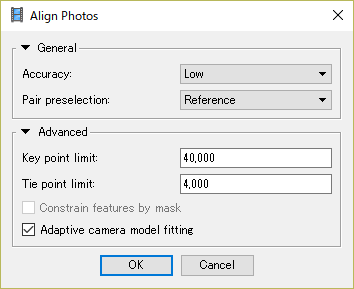 Align Photos
General
Accuracy: Low
Pair preselection: Reference
Advanced
Key point limit: 40,000
Tie point limit: 4,000
Constrain features by mask
Adaptive camera model fitting
OK Cancel